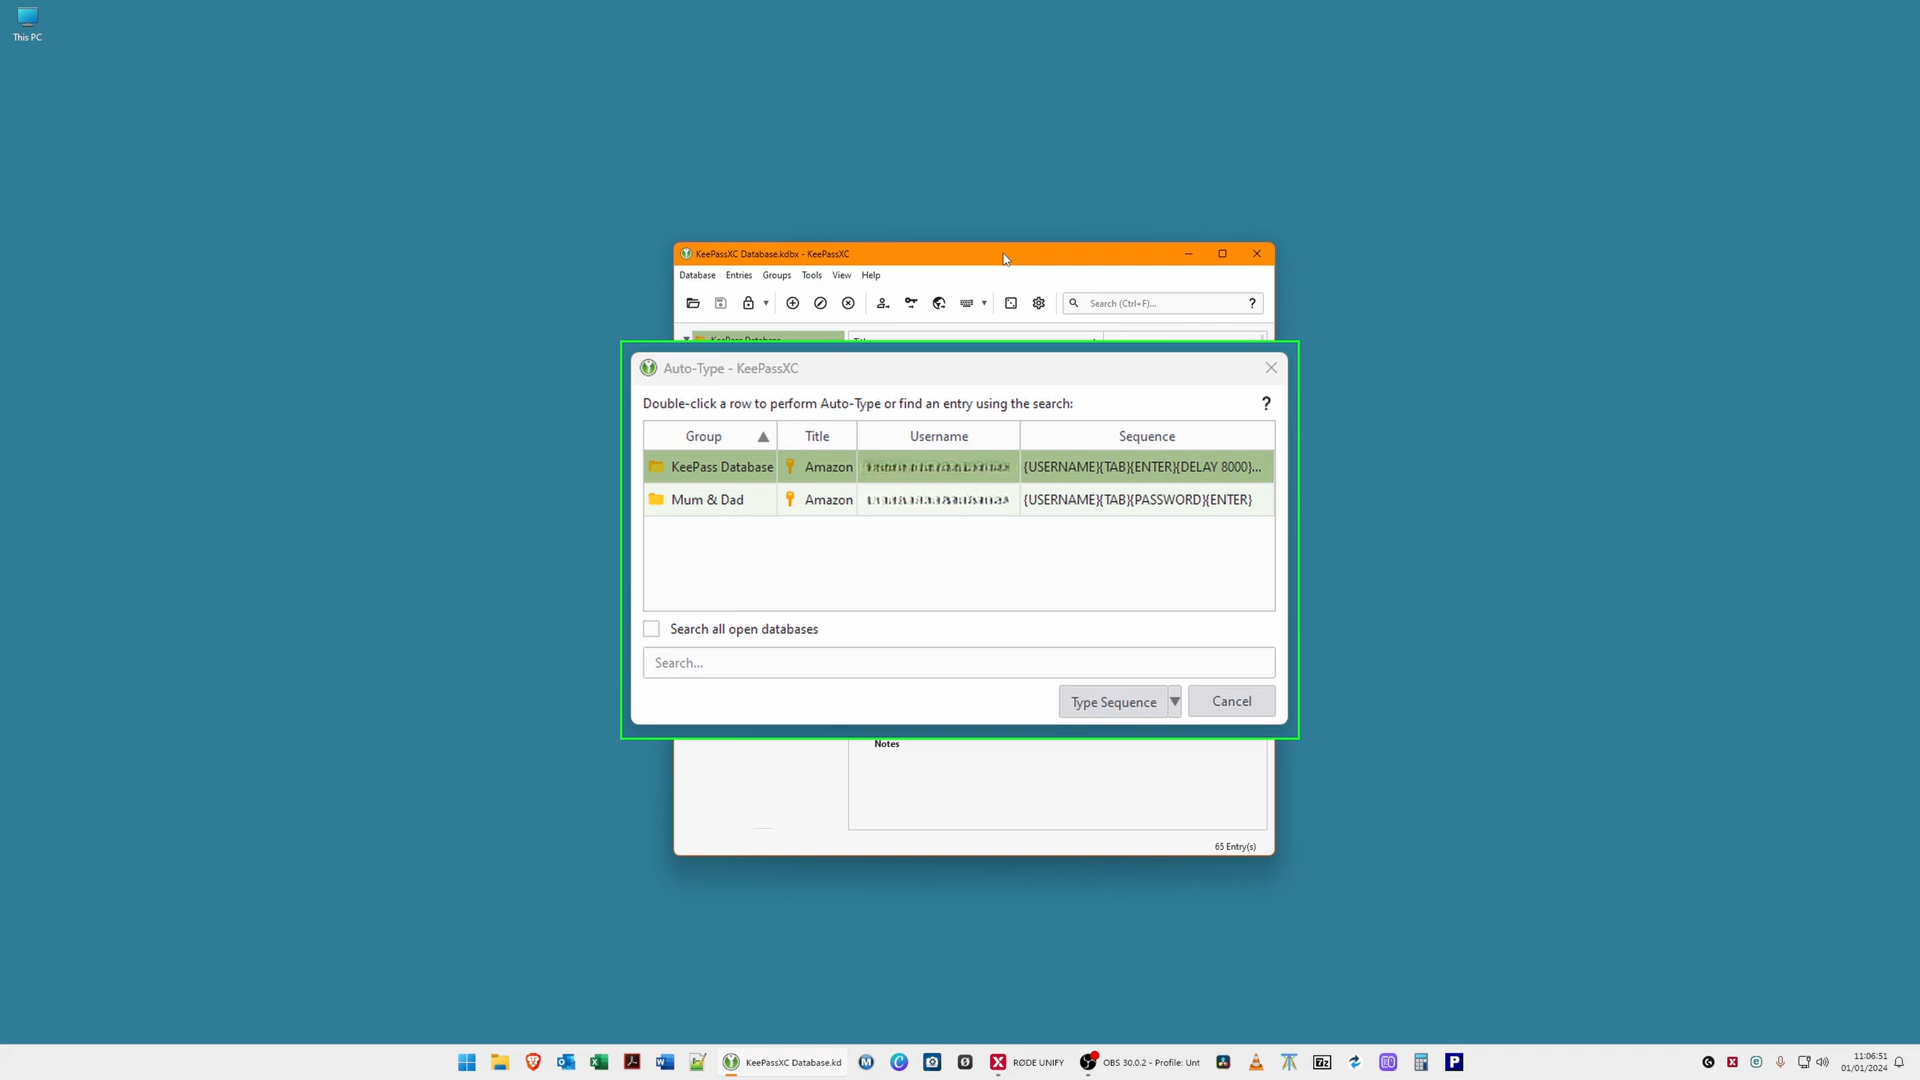 This PC
KeePassXC Database.kdbx - KeePassXC
Database Entries Groups Tools View Help
Search (Ctrl+F)... ?
KeePass Database
Auto-Type - KeePassXC
Double-click a row to perform Auto-Type or find an entry using the search: ?
Group Title Username Sequence
KeePass Database Amazon {USERNAME}{TAB}{ENTER}{DELAY 8000}...
Mum & Dad Amazon {USERNAME}{TAB}{PASSWORD}{ENTER}
Search all open databases
Search...
Type Sequence Cancel
Notes
65 Entry(s)
KeePassXC Database.kd
RØDE UNIFY
OBS 30.0.2 - Profile: Unt
11:06:51
01/01/2024